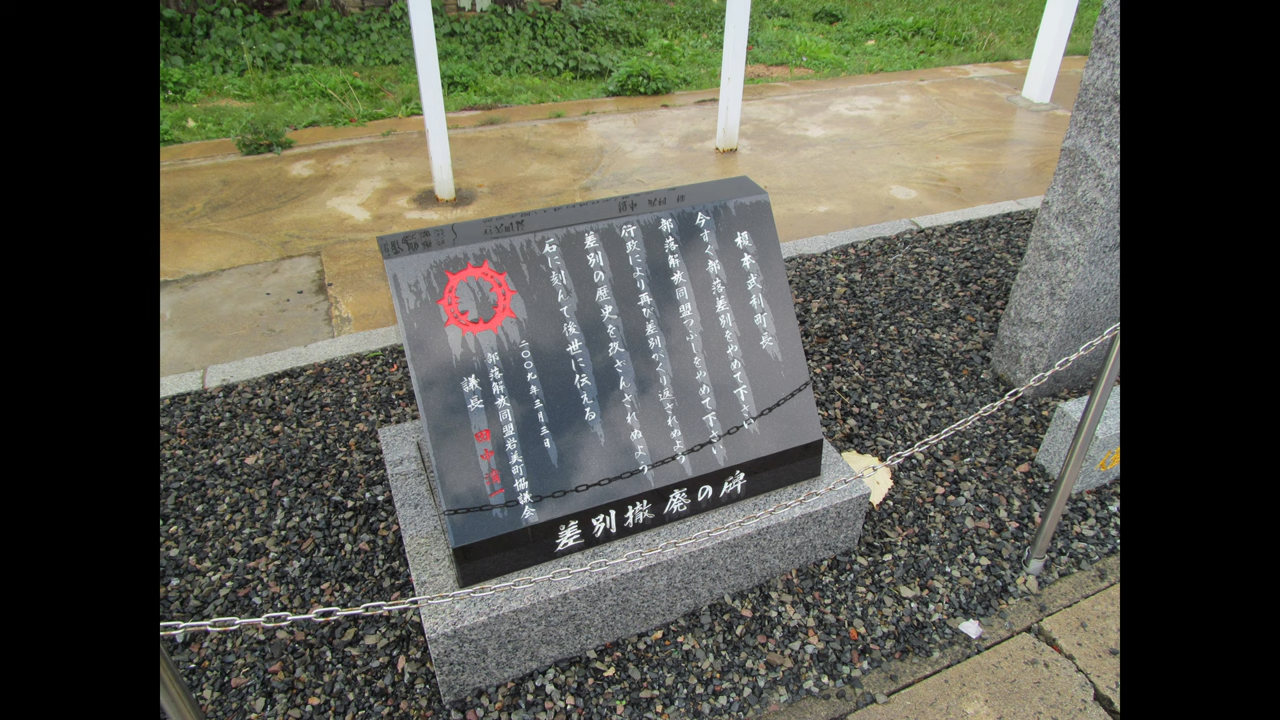 榎本武利町長
今すぐ部落差別をやめて下さい
部落解放同盟つぶしをやめて下さい
行政により再び差別がくり返されぬよう
差別の歴史を改ざんされぬよう
石に刻んで後世に伝える
二〇〇九年三月三日
部落解放同盟岩美町協議会
議長 田中清一
差別撤廃の碑